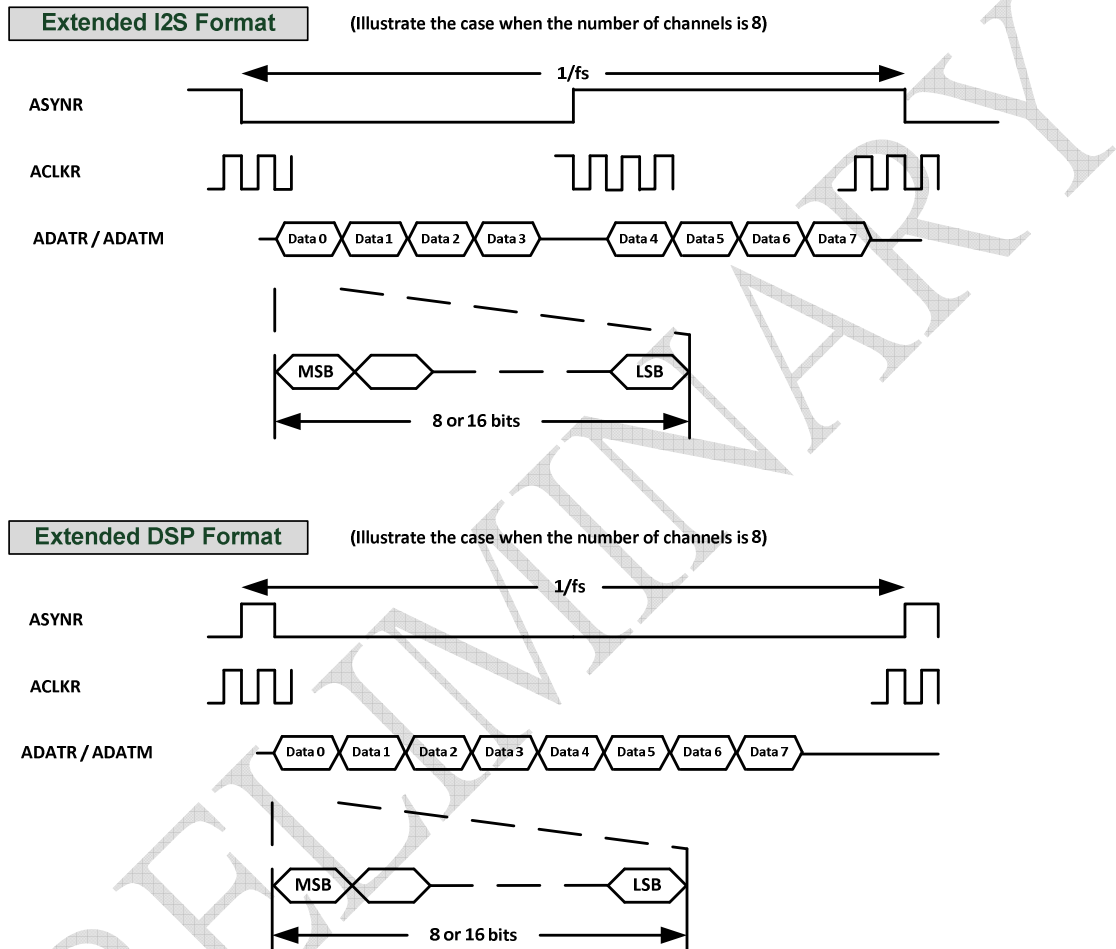 Extended I2S Format
(Illustrate the case when the number of channels is 8)
1/fs
ASYNR
ACLKR
ADATR / ADATM
Data 0 Data 1 Data 2 Data 3 Data 4 Data 5 Data 6 Data 7
MSB LSB
8 or 16 bits
Extended DSP Format
(Illustrate the case when the number of channels is 8)
1/fs
ASYNR
ACLKR
ADATR / ADATM
Data 0 Data 1 Data 2 Data 3 Data 4 Data 5 Data 6 Data 7
MSB LSB
8 or 16 bits
ELIMINARY